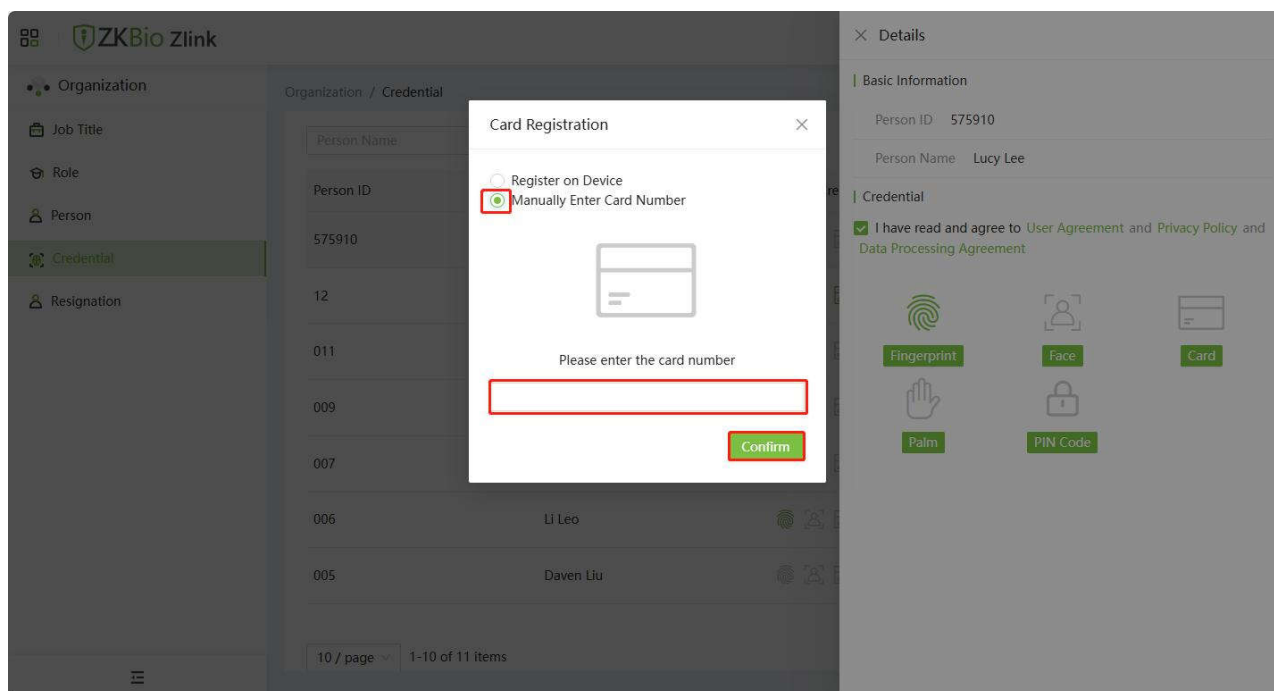 ZKBio Zlink
Details
Organization
Organization / Credential
Basic Information
Person ID 575910
Person Name Lucy Lee
Credential
I have read and agree to User Agreement and Privacy Policy and
Data Processing Agreement
Fingerprint
Face
Card
Palm
PIN Code
Job Title
Role
Person
Credential
Resignation
Person Name
Person ID
575910
12
011
009
007
006 Li Leo
005 Daven Liu
10 / page 1-10 of 11 items
Card Registration
Register on Device
Manually Enter Card Number
Please enter the card number
Confirm